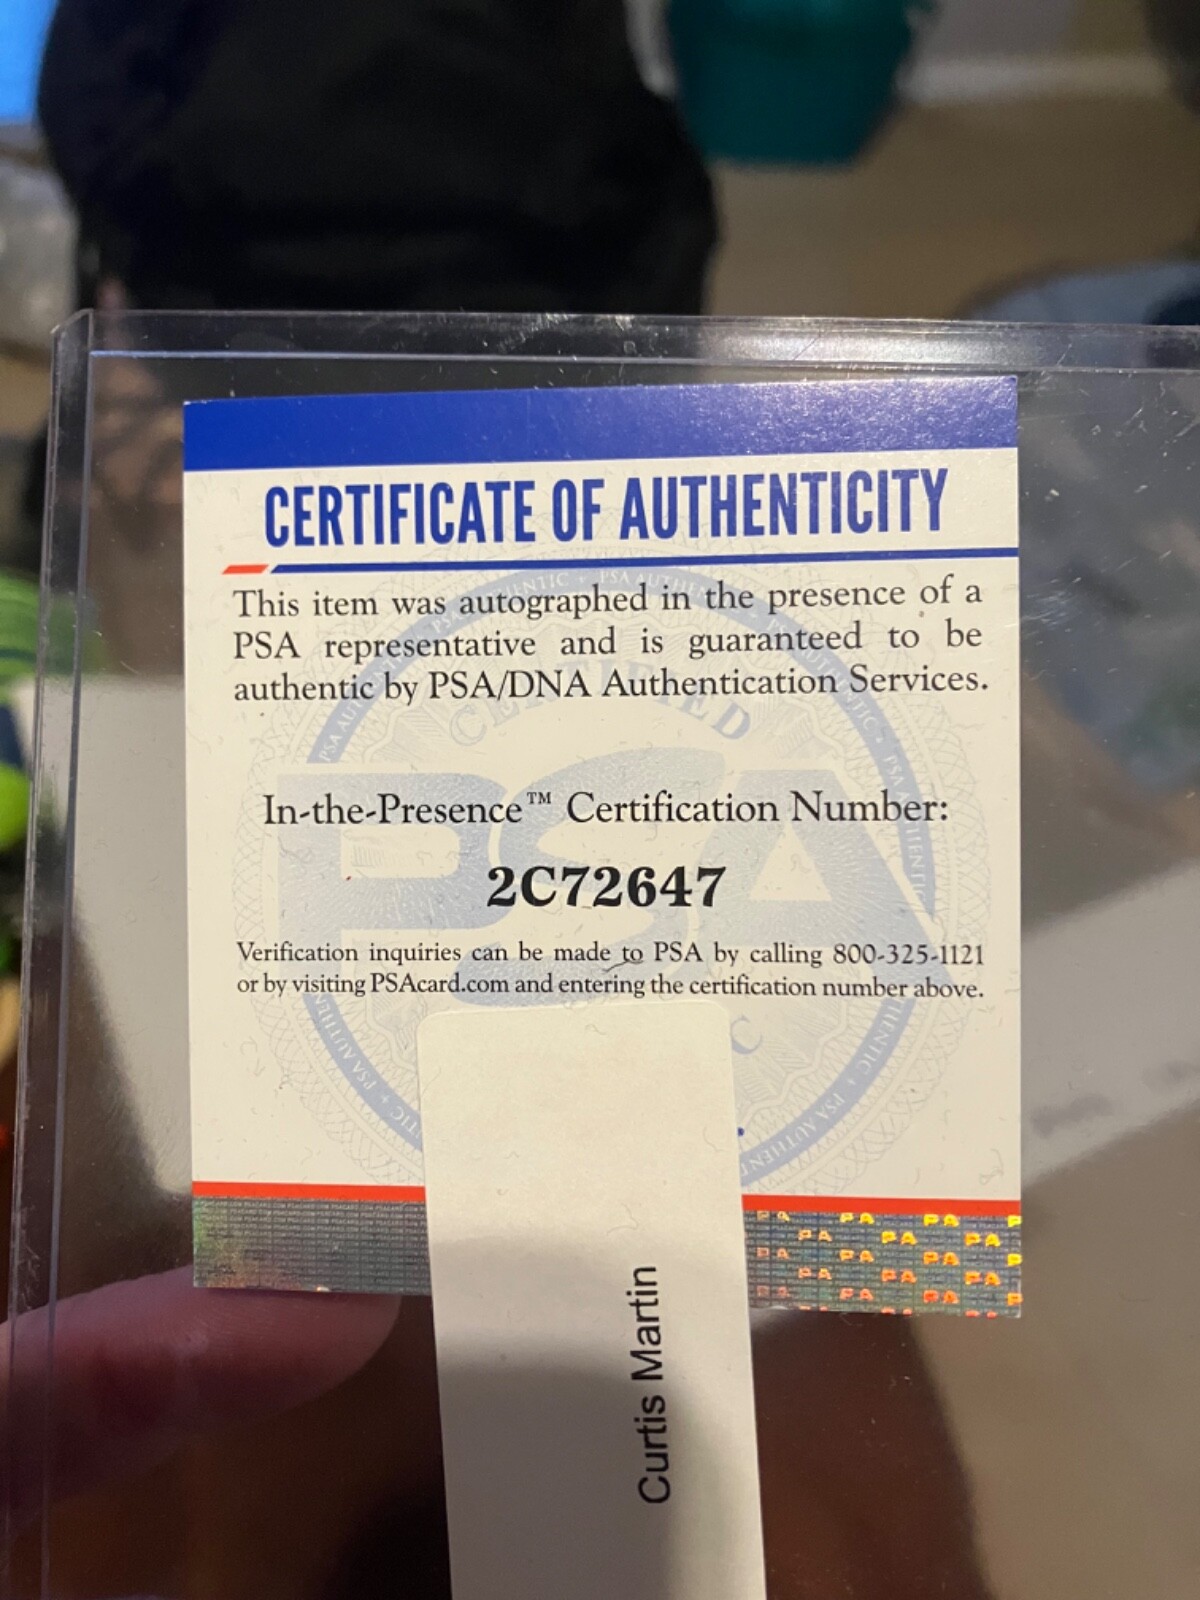 CERTIFICATE OF AUTHENTICITY
This item was autographed in the presence of a
PSA representative and is guaranteed to be
authentic by PSA/DNA Authentication Services.
CERTIFIED
PSA
In-the-Presence™ Certification Number:
2C72647
Verification inquiries can be made to PSA by calling 800-325-1121
or by visiting PSAcard.com and entering the certification number above.
Curtis Martin